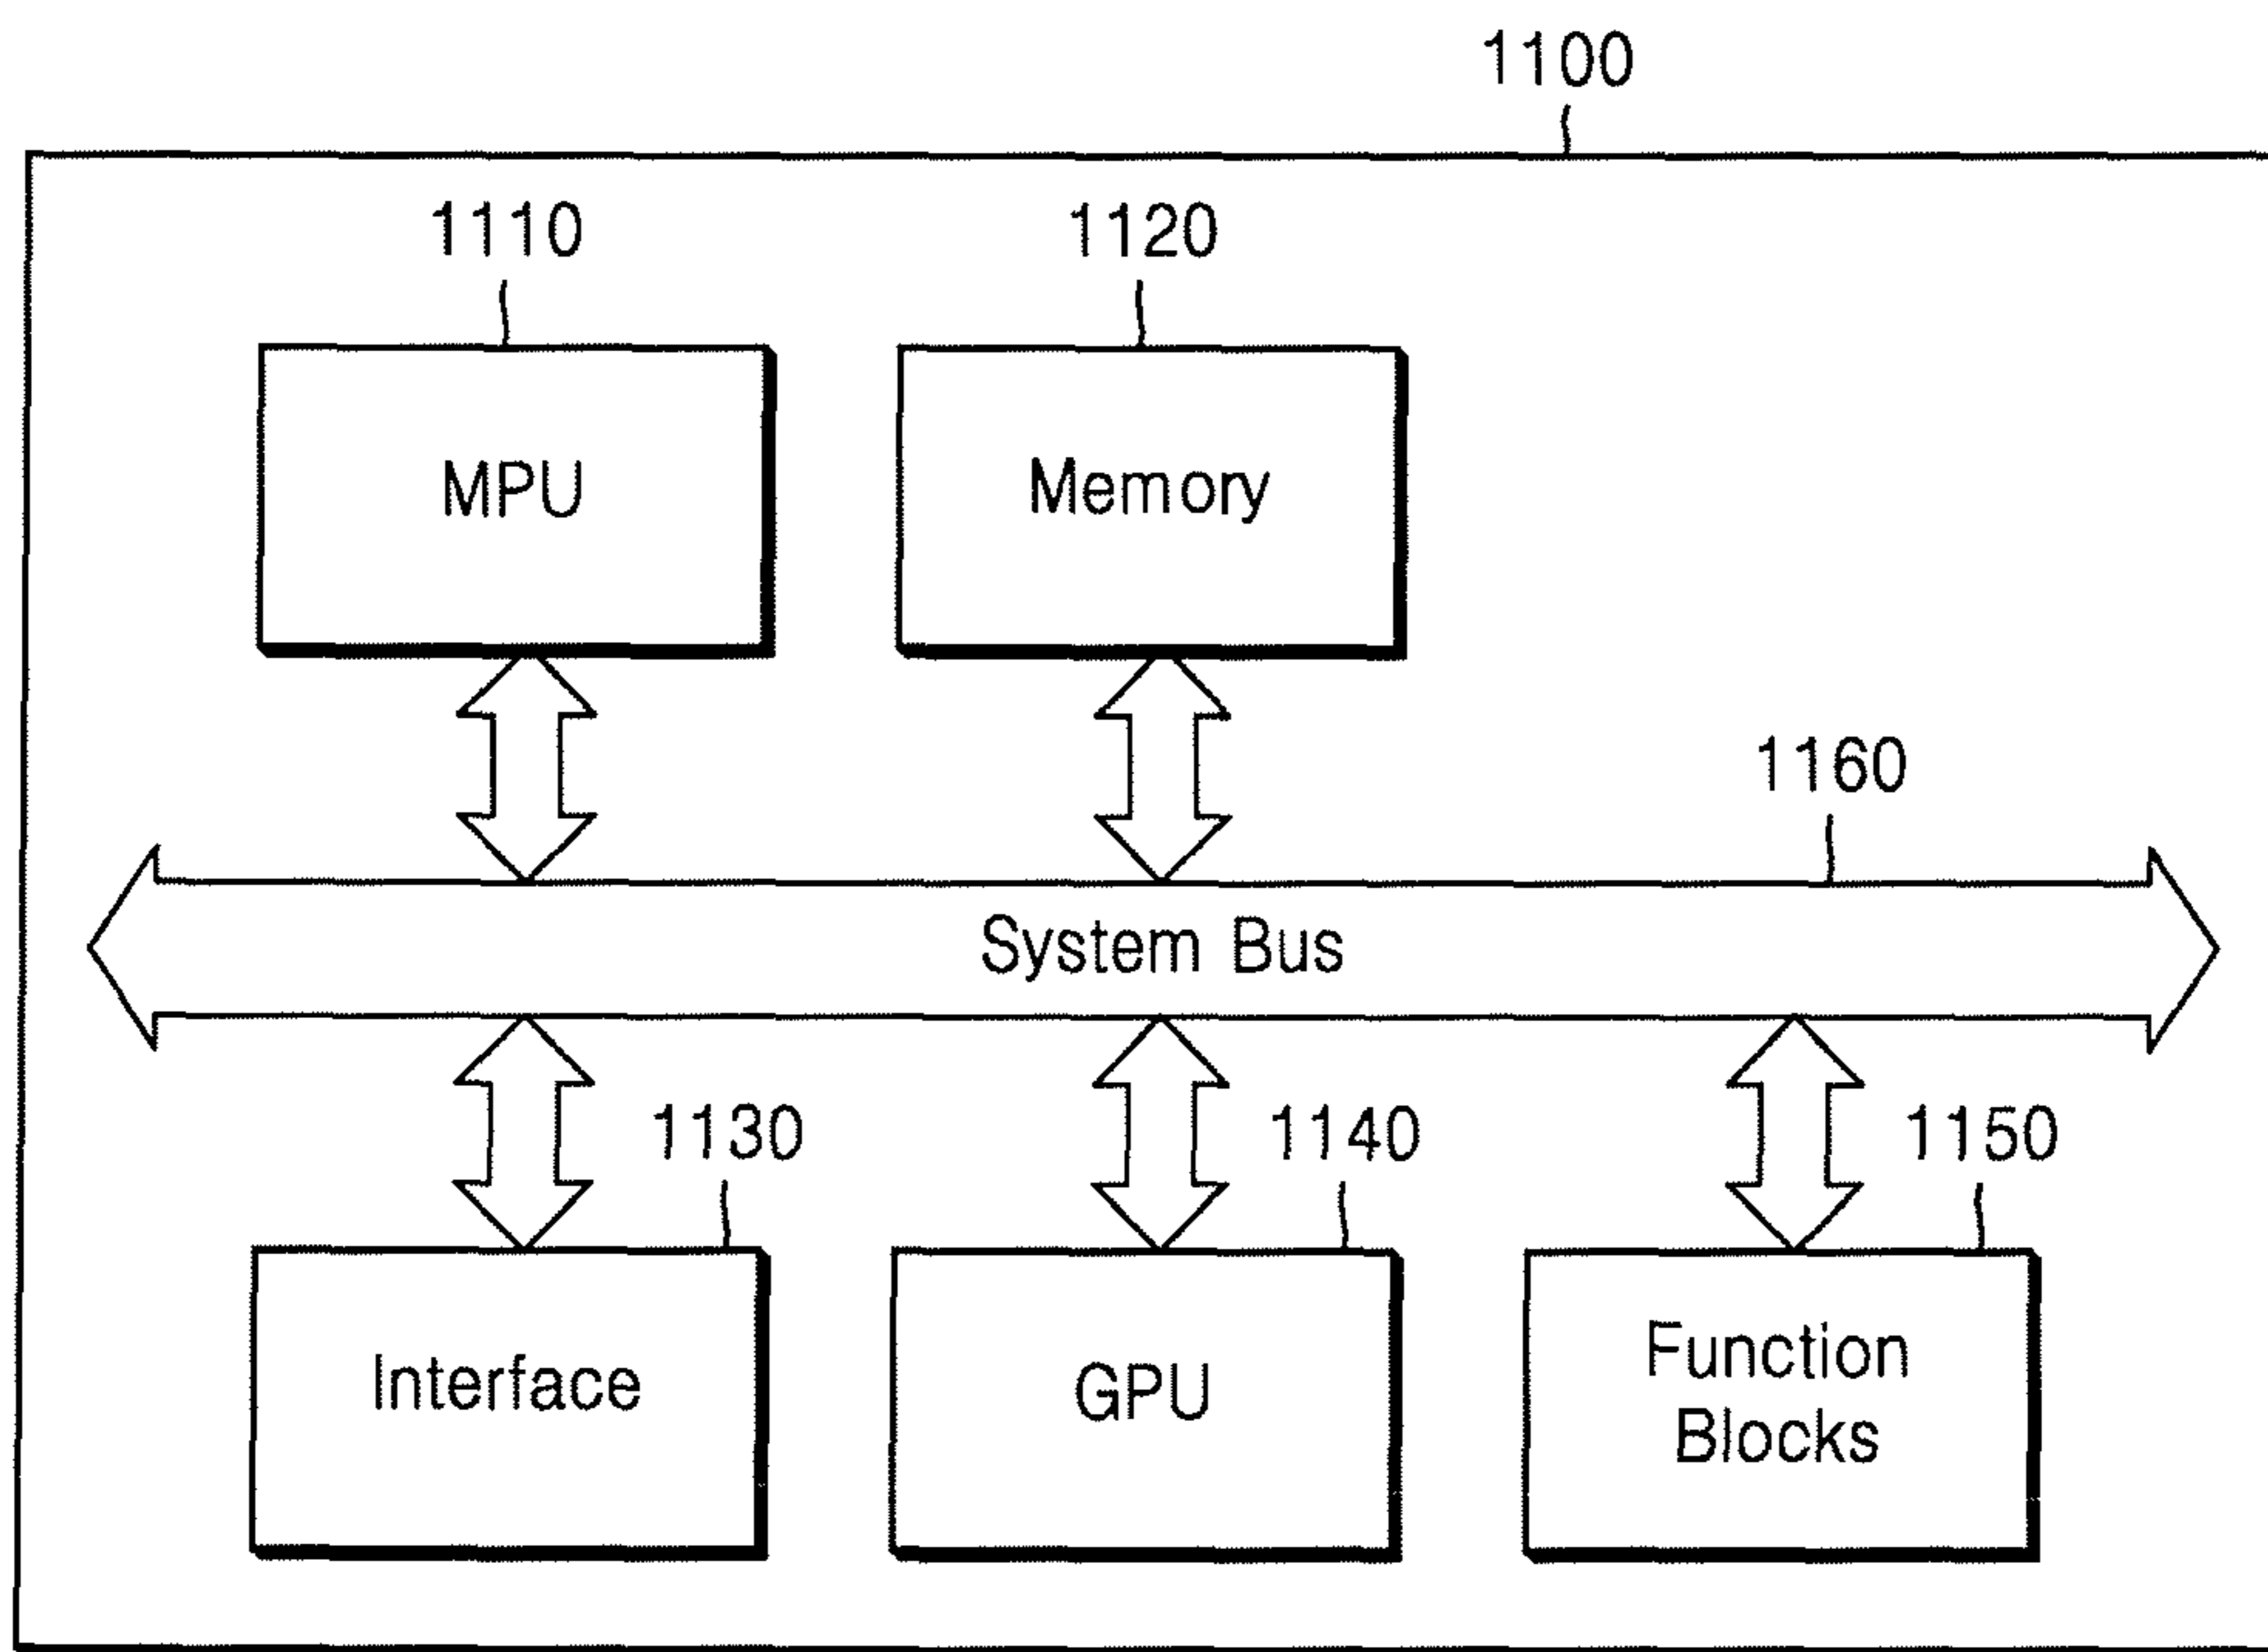 1100
1110
1120
MPU
Memory
1160
System Bus
1130
1140
1150
Interface
GPU
Function
Blocks